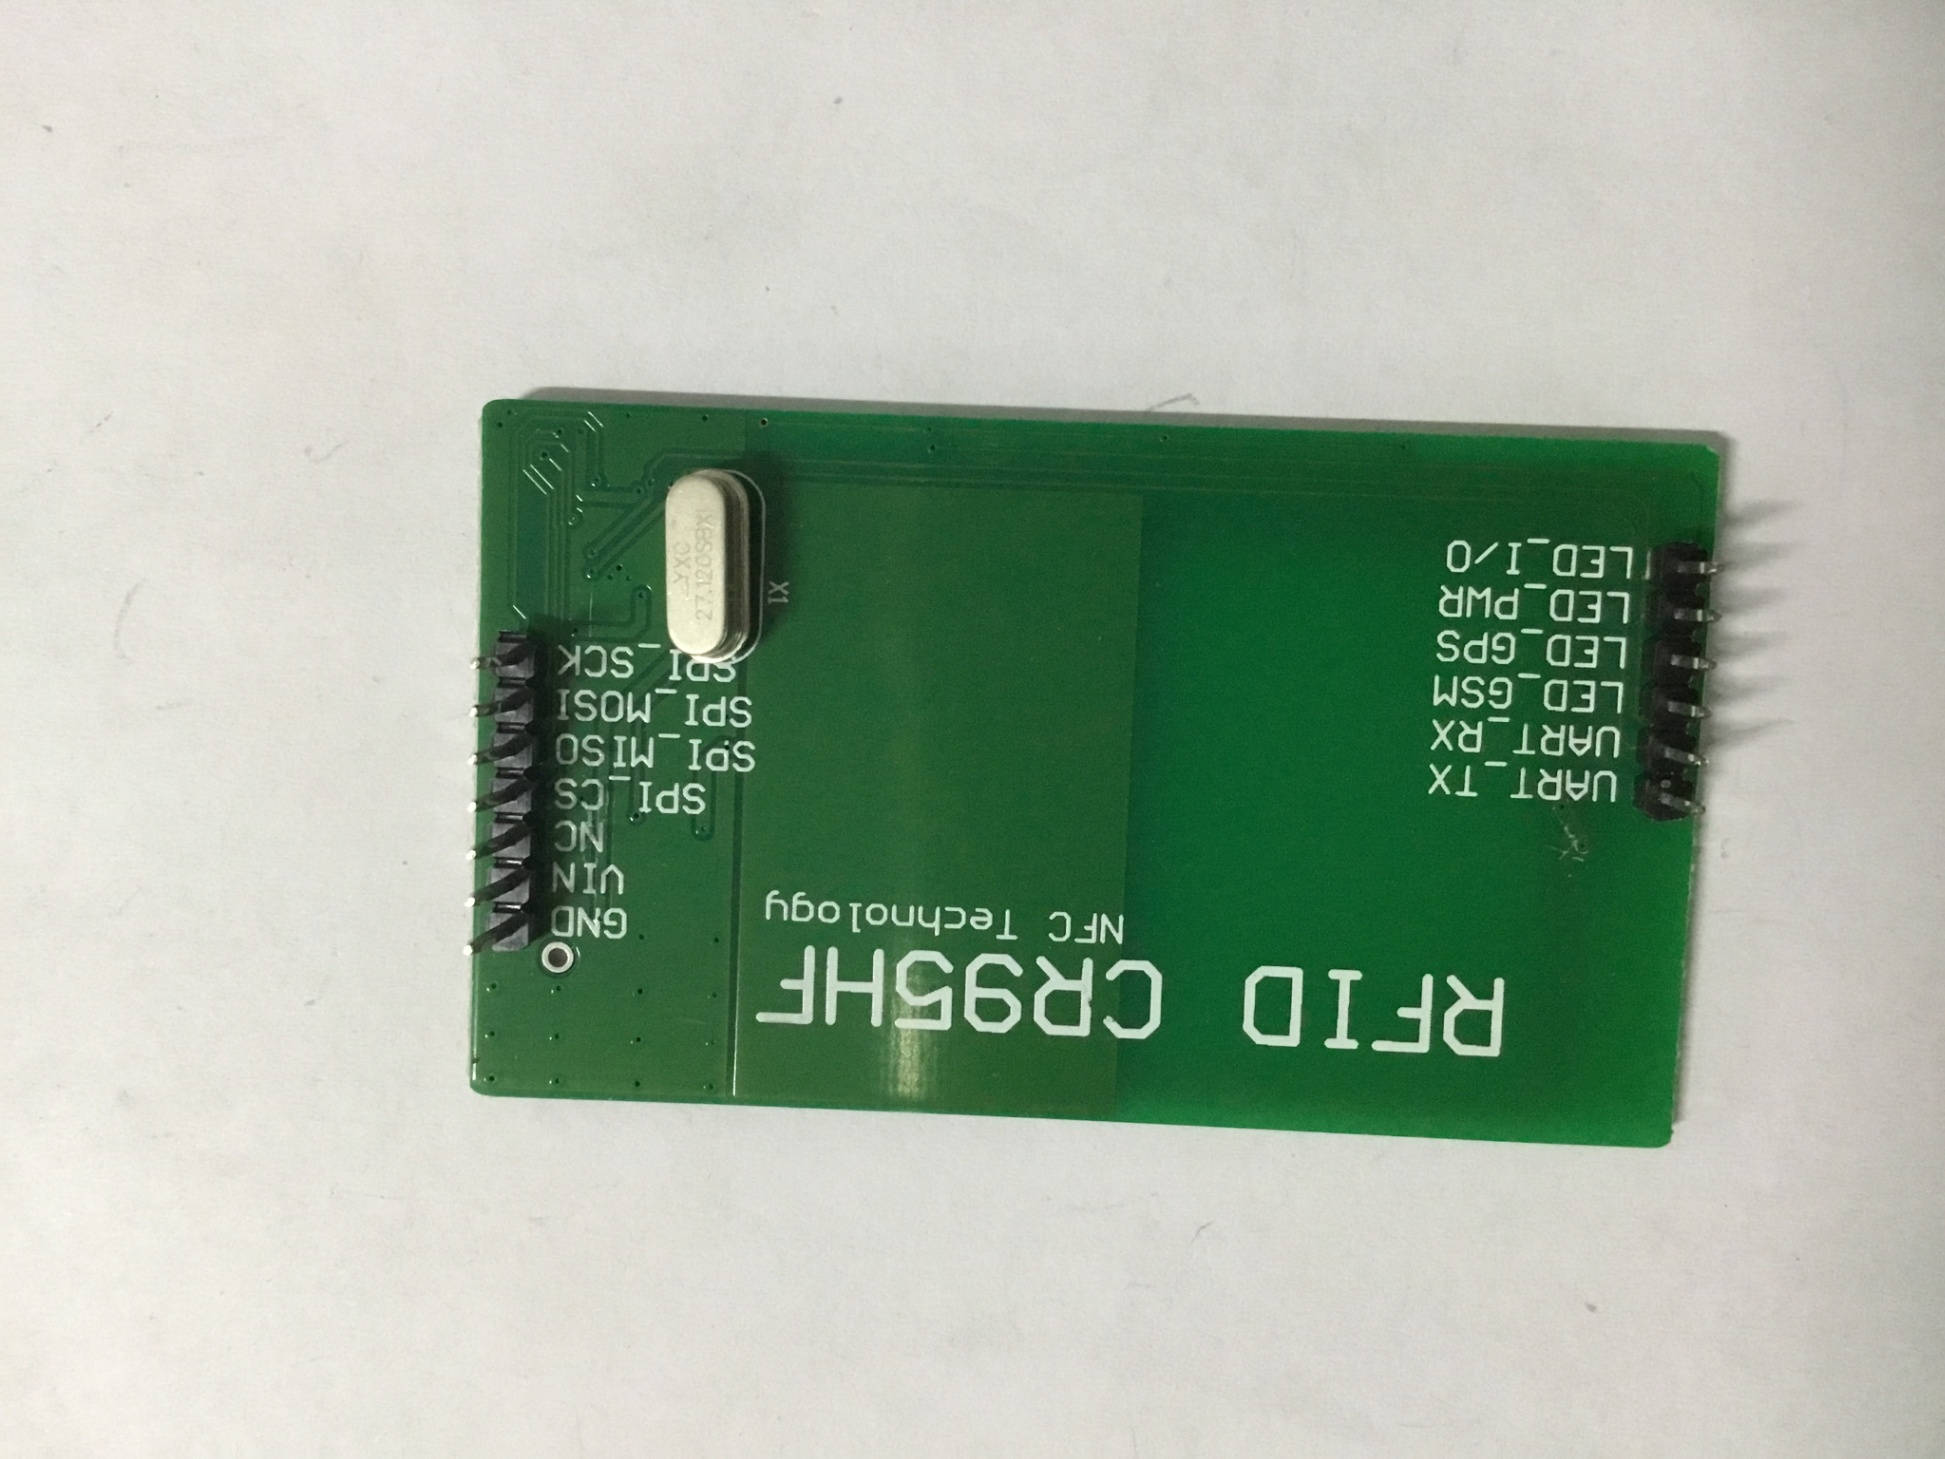 RFID CR95HF
NFC Technology
GND
VIN
NC
SPI_CS
SPI_MISO
SPI_MOSI
SPI_SCK
UART_TX
UART_RX
LED_GSM
LED_GPS
LED_PWR
LED_I/O
X1
YXC
27.120SBXI